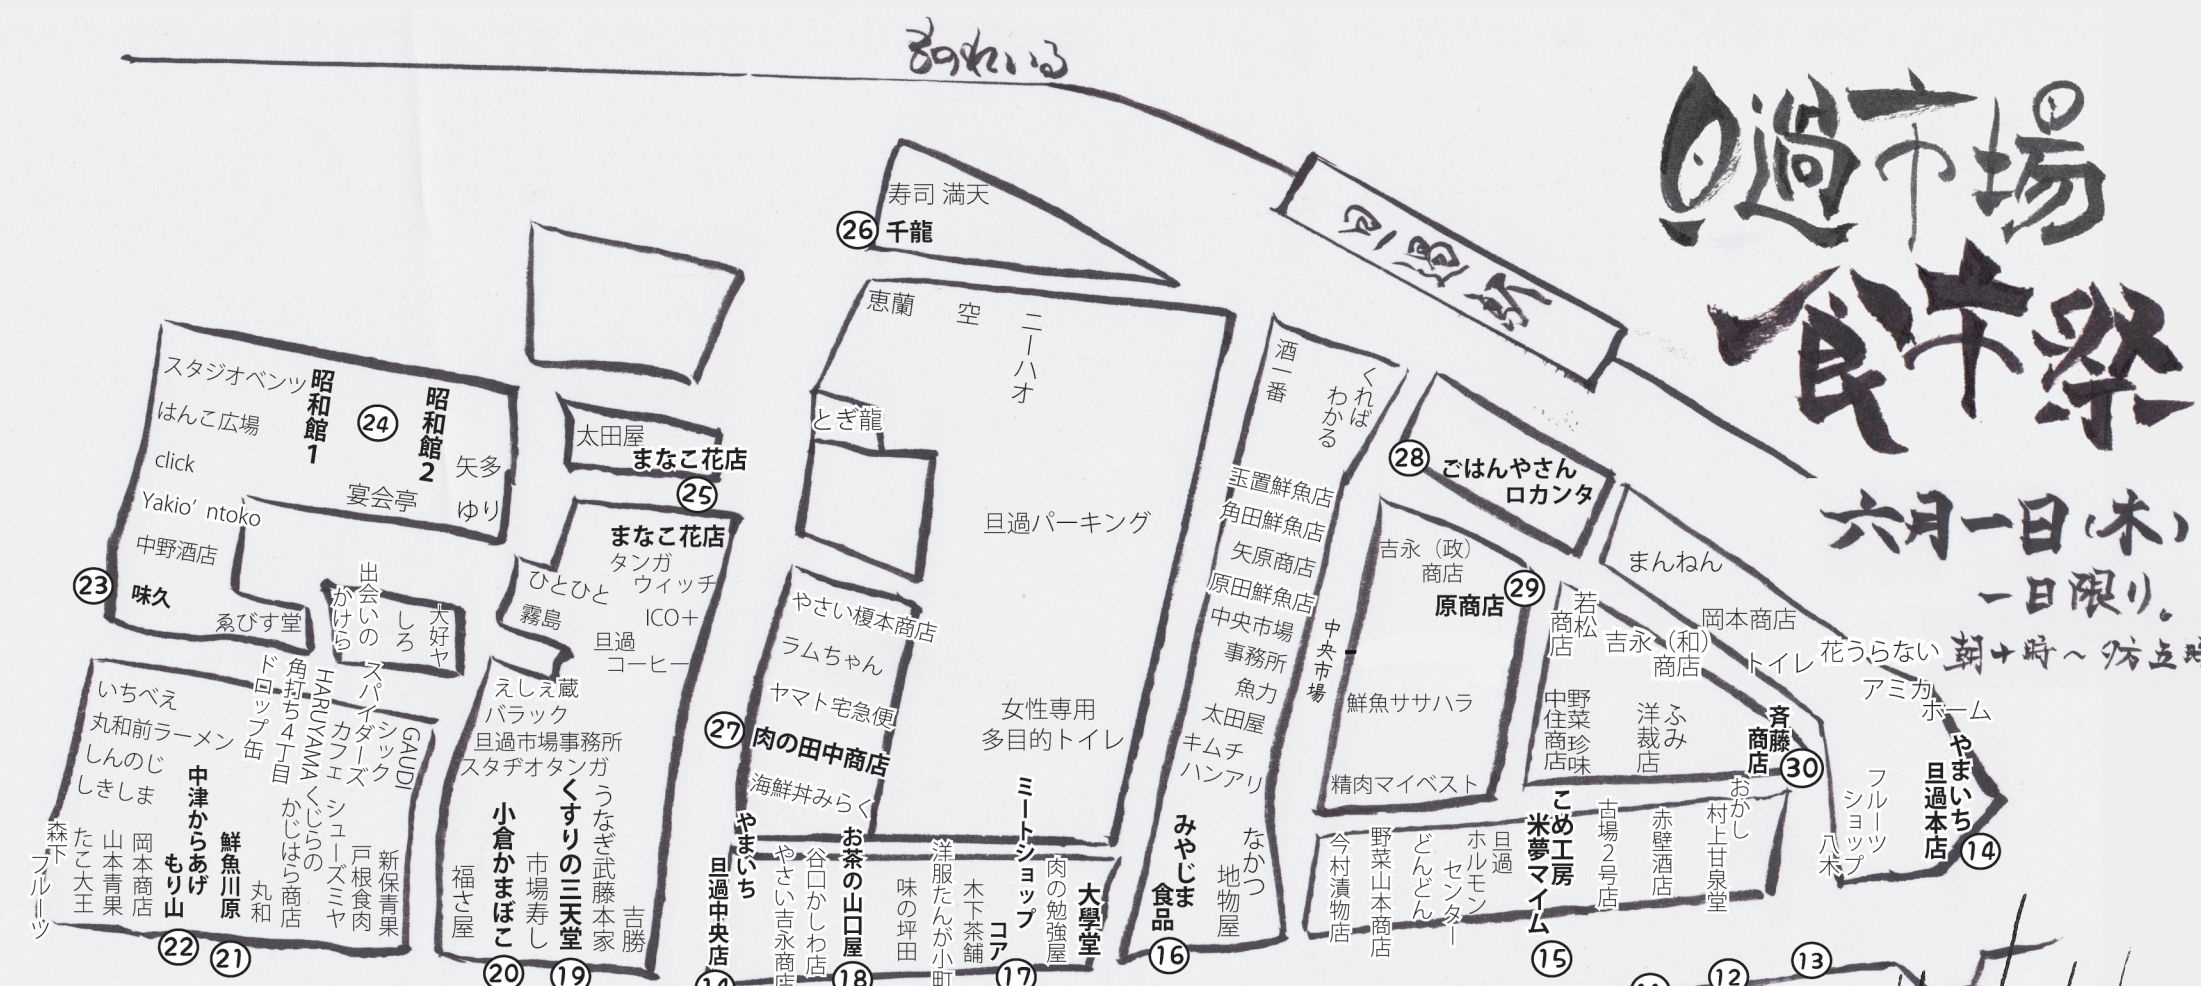 ものれいる
旦過駅
旦過市場
食市祭
六月一日(木)
一日限り。
寿司 満天
26 千龍
恵蘭
空
ニーハオ
とぎ龍
旦過パーキング
女性専用
多目的トイレ
スタジオベンツ
はんこ広場
click
Yakio’ntoko
中野酒店
23 味久
ゑびす堂
昭和館1
24
昭和館2
矢多
ゆり
宴会亭
太田屋
まなこ花店
25
まなこ花店
タンガ
ウィッチ
ひとひと
霧島
ICO+
旦過
コーヒー
出会いの
かけら
しろ
大好ヤ
えしぇ蔵
バラック
旦過市場事務所
スタヂオタンガ
福さ屋
小倉かまぼこ
20
市場寿し
くすりの三天堂
19
うなぎ武藤本家
吉勝
いちべえ
丸和前ラーメン
しんのじ
しきしま
森下
フルーツ
たこ大王
山本青果
岡本商店
中津からあげ
もり山
22
鮮魚川原
21
丸和
ドロップ缶
角打ち4丁目
HARUYAMA
スパイダーズ
カフェ
シック
GAUDI
くじらの
かじはら商店
シューズミヤ
戸根食肉
新保青果
やさい榎本商店
ラムちゃん
ヤマト宅急便
27 肉の田中商店
海鮮丼みらく
やまいち
旦過中央店
14
やさい吉永商店
谷口かしわ店
お茶の山口屋
18
味の坪田
洋服たんが小町
木下茶舗
ミートショップ
コア
17
肉の勉強屋
大學堂
酒一番
くれば
わかる
玉置鮮魚店
角田鮮魚店
矢原商店
原田鮮魚店
中央市場
事務所
魚力
太田屋
キムチ
ハンアリ
みやじま
食品
16
なかつ
地物屋
中央市場
28 ごはんやさん
ロカンタ
吉永（政）
商店
原商店 29
鮮魚ササハラ
精肉マイベスト
まんねん
岡本商店
トイレ
花うらない
アミカ
ホーム
若松
商店
吉永（和）
商店
中野
住菜
商珍
店味
ふみ
洋裁店
斉藤
商店
30
おかし
村上甘泉堂
赤壁酒店
古場2号店
こめ工房
米夢マイム
15
旦過
ホルモン
センター
どんどん
野菜山本商店
今村漬物店
フルーツ
ショップ
八木
やまいち
旦過本店
14
12
13